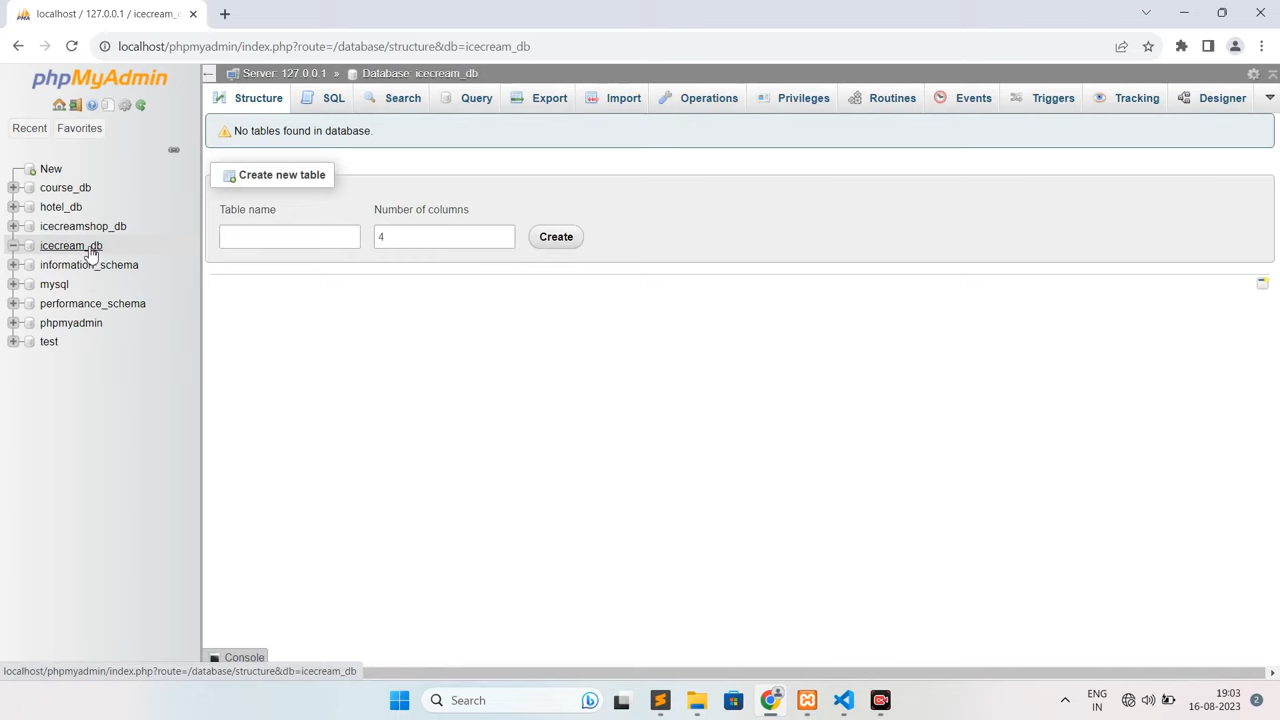 localhost / 127.0.0.1 / icecream_
localhost/phpmyadmin/index.php?route=/database/structure&db=icecream_db
phpMyAdmin
Recent Favorites
New
course_db
hotel_db
icecreamshop_db
icecream_db
information_schema
mysql
performance_schema
phpmyadmin
test
Server: 127.0.0.1 » Database: icecream_db
Structure SQL Search Query Export Import Operations Privileges Routines Events Triggers Tracking Designer
No tables found in database.
Create new table
Table name Number of columns
4 Create
Console
localhost/phpmyadmin/index.php?route=/database/structure&db=icecream_db
Search
ENG
IN
19:03
16-08-2023
2